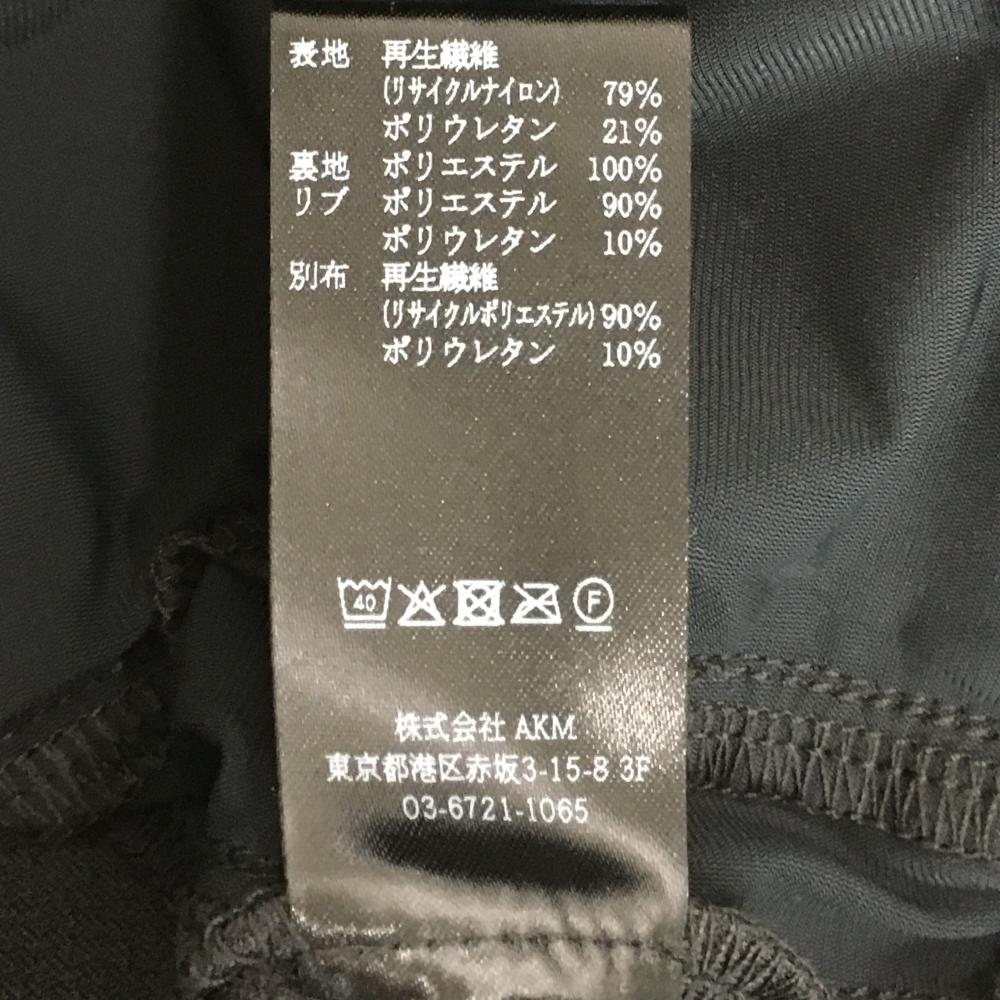 表地 再生繊維
(リサイクルナイロン) 79%
ポリウレタン 21%
裏地 ポリエステル 100%
リブ ポリエステル 90%
ポリウレタン 10%
別布 再生繊維
(リサイクルポリエステル) 90%
ポリウレタン 10%
40 F
株式会社 AKM
東京都港区赤坂3-15-8 3F
03-6721-1065